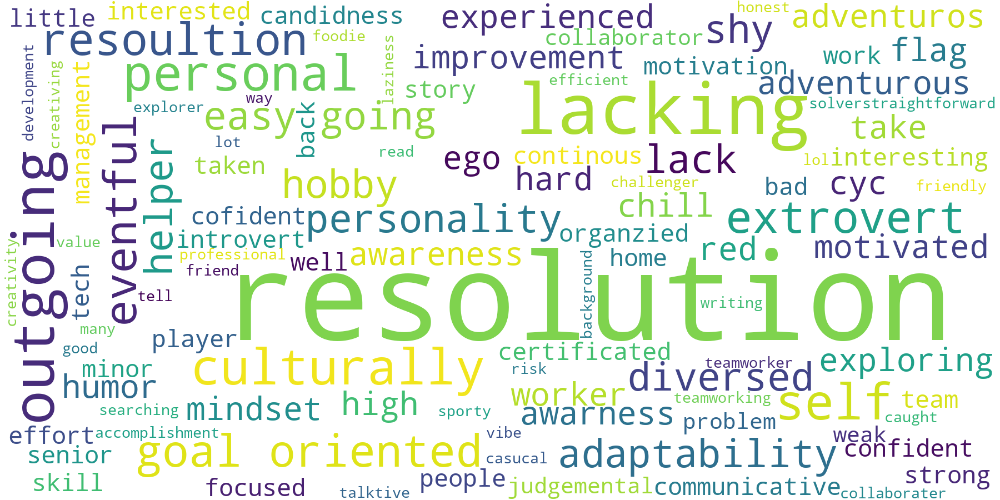 little
interested
candidness
experienced
honest
adventuros
resoultion
foodie
collaborator
shy
development
creativing
management
personal
laziness
improvement
motivation
work
flag
efficient
adventurous
story
lacking
solverstraightforward
explorer
way
easy going
back
take
eventful
lot
read
outgoing
helper
taken
ego
continous
lack
lol
interesting
hobby
hard
challenger
bad
cyc
friendly
chill
cofident
personality
extrovert
organzied
introvert
creativity
value
professional
well
awareness
home
red
motivated
friend
tech
tell
resolution
background
writing
many
good
player
culturally
certificated
exploring
minor
risk
teamworker
diversed
humor
worker
teamworking
self
team
searching
mindset
high
sporty
awarness
problem
caught
effort
accomplishment
vibe
weak
senior
goal oriented
casucal
adaptability
confident
skill
focused
talktive
people
judgemental
communicative
strong
collaborater